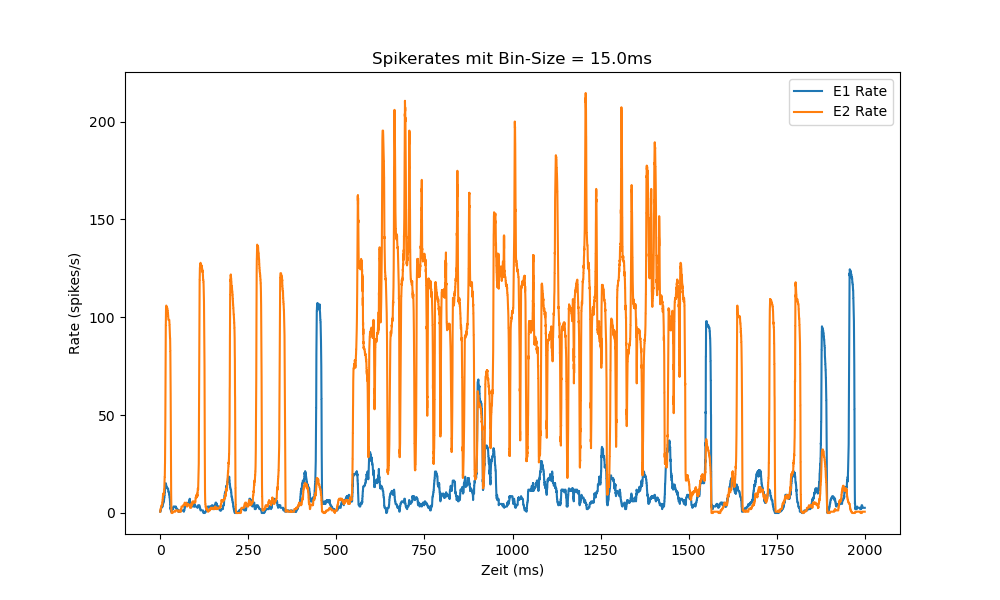 Spikerates mit Bin-Size = 15.0ms
E1 Rate
E2 Rate
Rate (spikes/s)
200
150
100
50
0
0 250 500 750 1000 1250 1500 1750 2000
Zeit (ms)